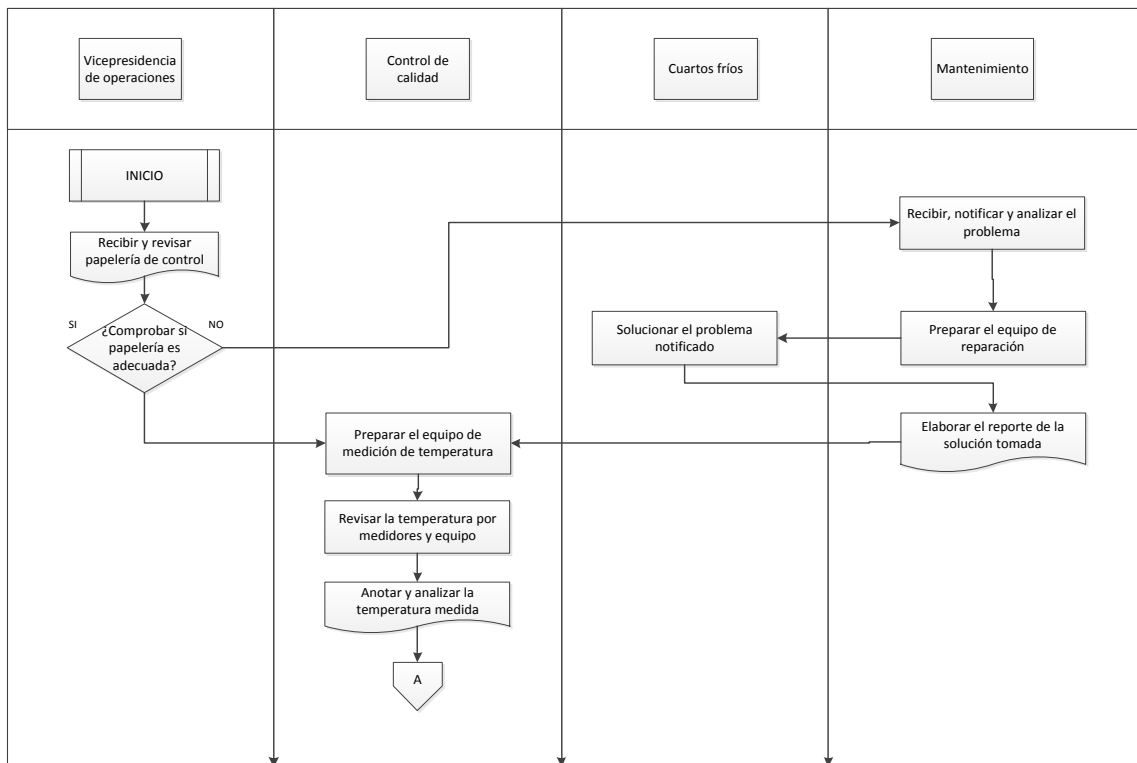 Vicepresidencia
de operaciones
Control de
calidad
Cuartos fríos
Mantenimiento
INICIO
Recibir y revisar
papelería de control
SI
NO
¿Comprobar si
papelería es
adecuada?
Recibir, notificar y analizar el
problema
Preparar el equipo de
reparación
Solucionar el problema
notificado
Elaborar el reporte de la
solución tomada
Preparar el equipo de
medición de temperatura
Revisar la temperatura por
medidores y equipo
Anotar y analizar la
temperatura medida
A